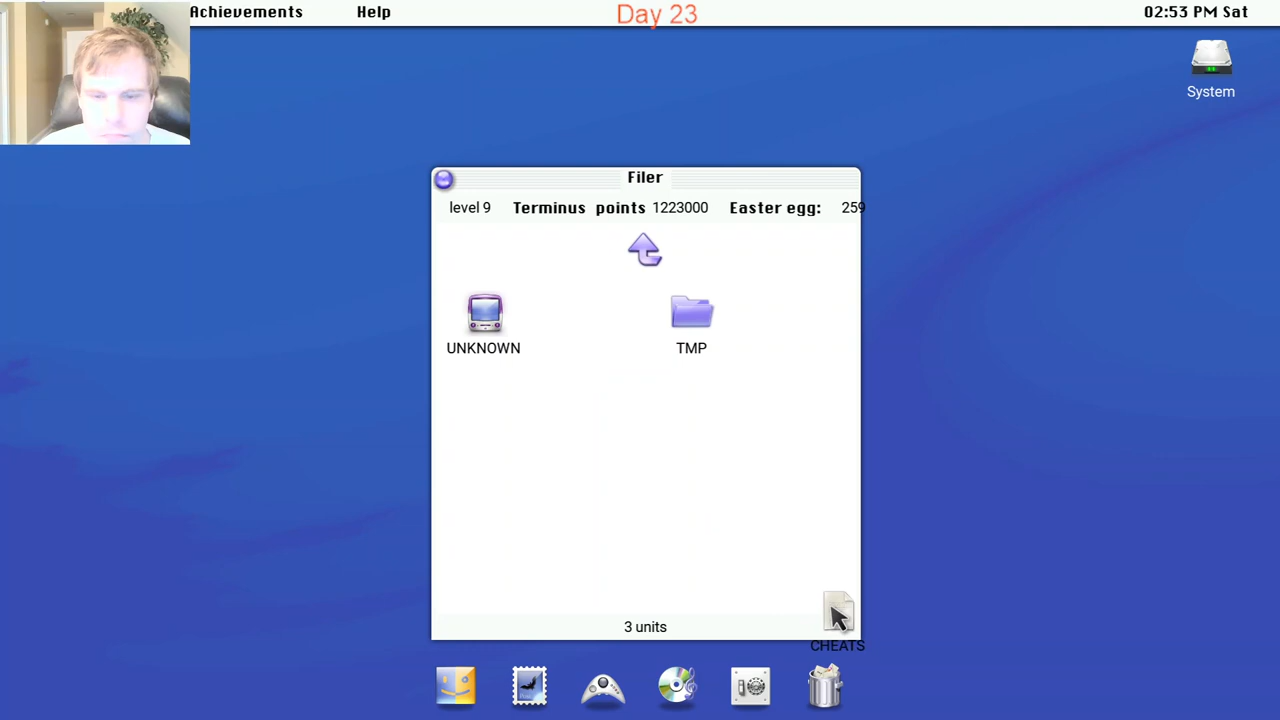 Achievements Help Day 23 02:53 PM Sat
System
Filer
level 9 Terminus points 1223000 Easter egg: 259
UNKNOWN TMP
3 units
CHEATS